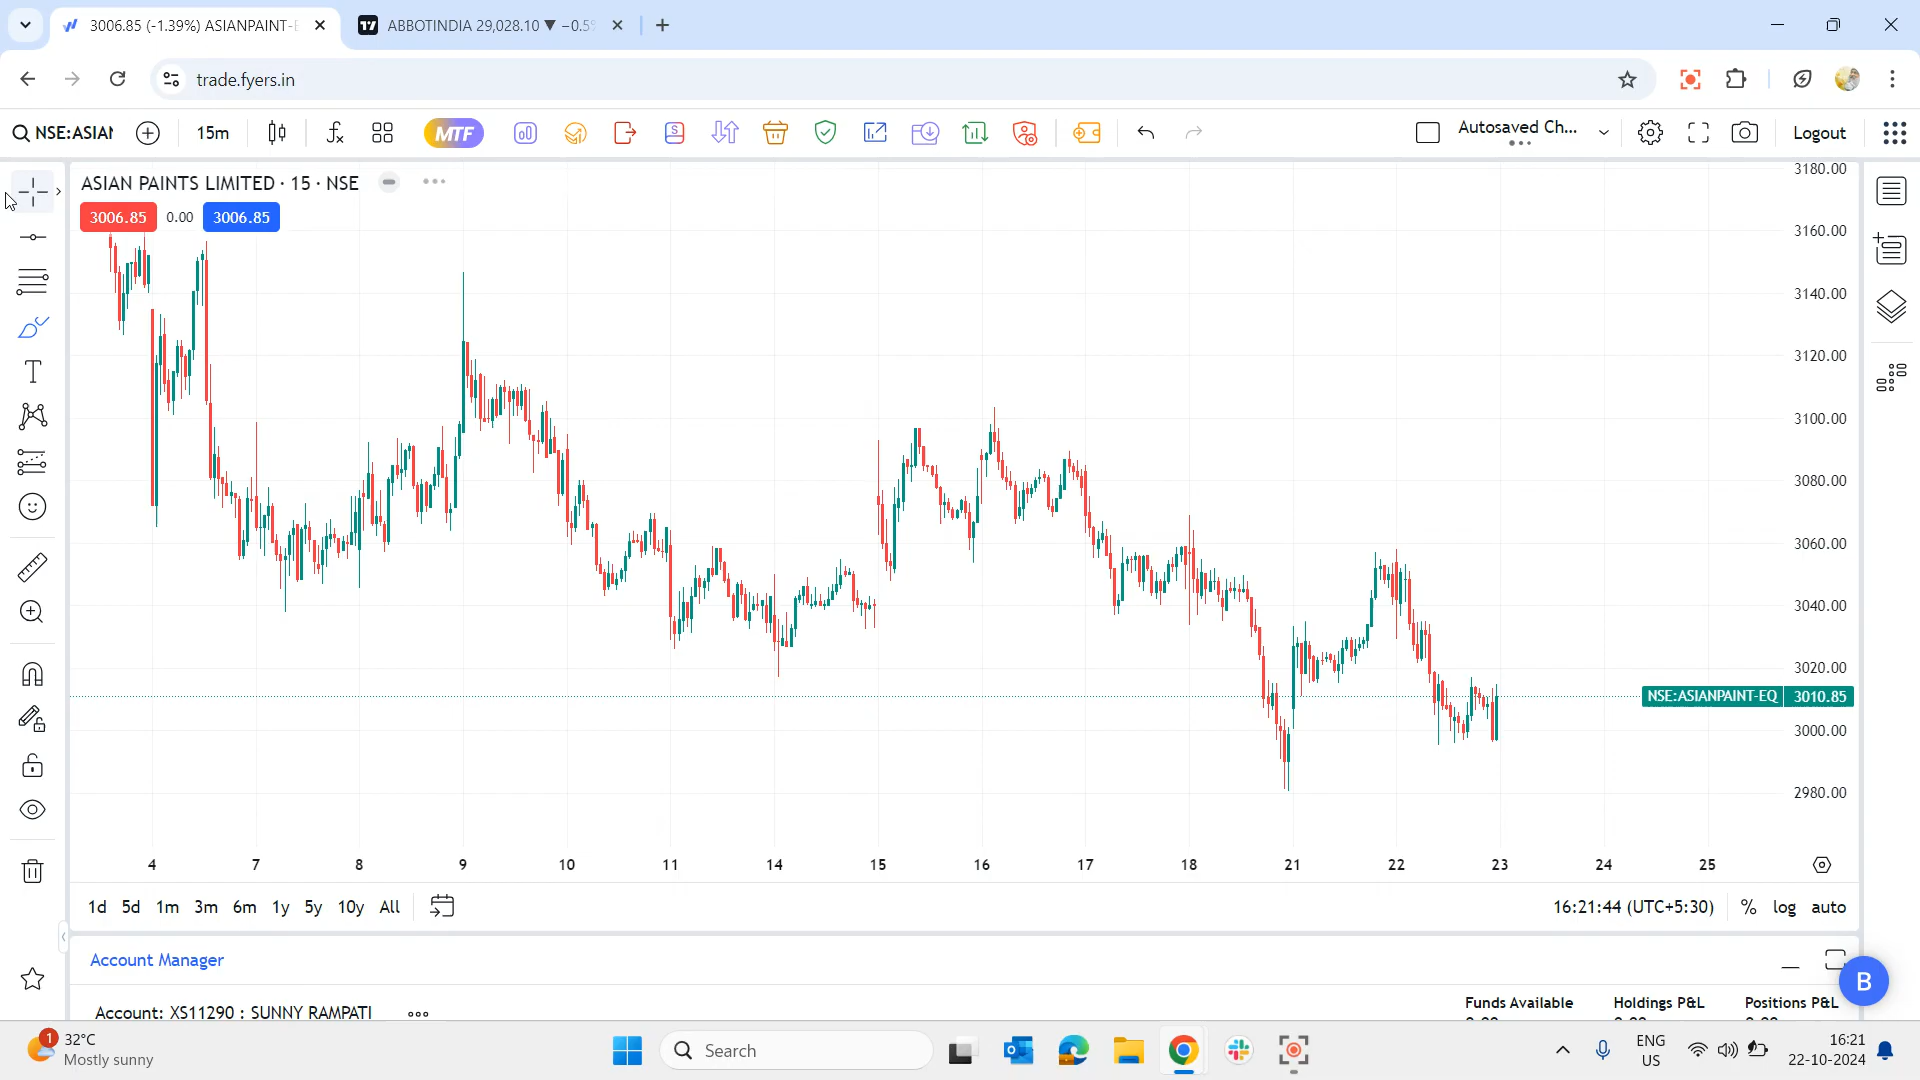 3006.85 (-1.39%) ASIANPAINT-E
ABBOTINDIA 29,028.10 ▼ −0.5
trade.fyers.in
NSE:ASIAN
15m
MTF
Autosaved Ch...
Logout
ASIAN PAINTS LIMITED · 15 · NSE
3006.85
0.00
3006.85
3180.00
3160.00
3140.00
3120.00
3100.00
3080.00
3060.00
3040.00
3020.00
NSE:ASIANPAINT-EQ 3010.85
3000.00
2980.00
4 7 8 9 10 11 14 15 16 17 18 21 22 23 24 25
1d 5d 1m 3m 6m 1y 5y 10y All
16:21:44 (UTC+5:30) % log auto
Account Manager
B
Account: XS11290 : SUNNY RAMPATI
Funds Available Holdings P&L Positions P&L
1
32°C
Mostly sunny
Search
ENG
US
16:21
22-10-2024